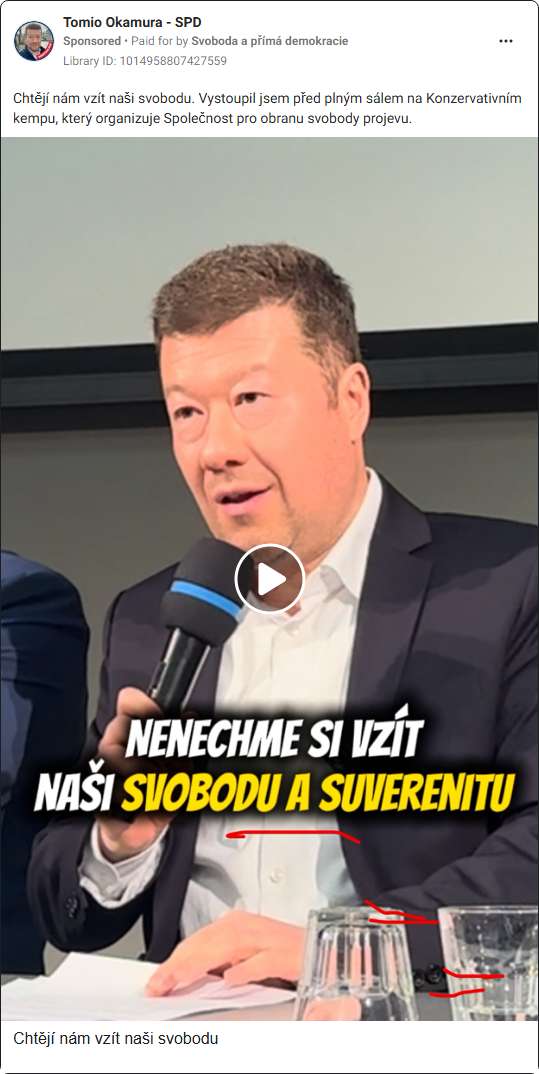 Tomio Okamura - SPD
Sponsored • Paid for by Svoboda a přímá demokracie
Library ID: 1014958807427559
Chtějí nám vzít naši svobodu. Vystoupil jsem před plným sálem na Konzervativním
kempu, který organizuje Společnost pro obranu svobody projevu.
NENECHME SI VZÍT
NAŠI SVOBODU A SUVERENITU
Chtějí nám vzít naši svobodu